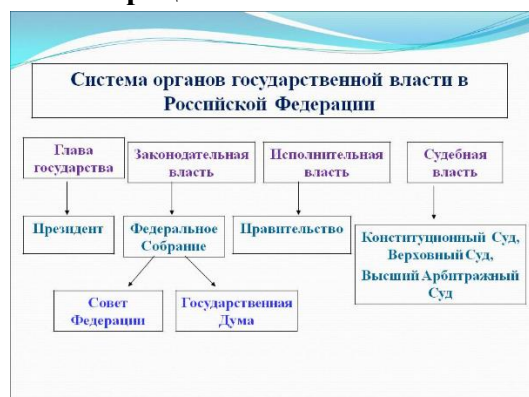 Система органов государственной власти в
Российской Федерации
Глава
государства
Законодательная
власть
Исполнительная
власть
Судебная
власть
Президент
Федеральное
Собрание
Правительство
Конституционный Суд,
Верховный Суд,
Высший Арбитражный
Суд
Совет
Федерации
Государственная
Дума